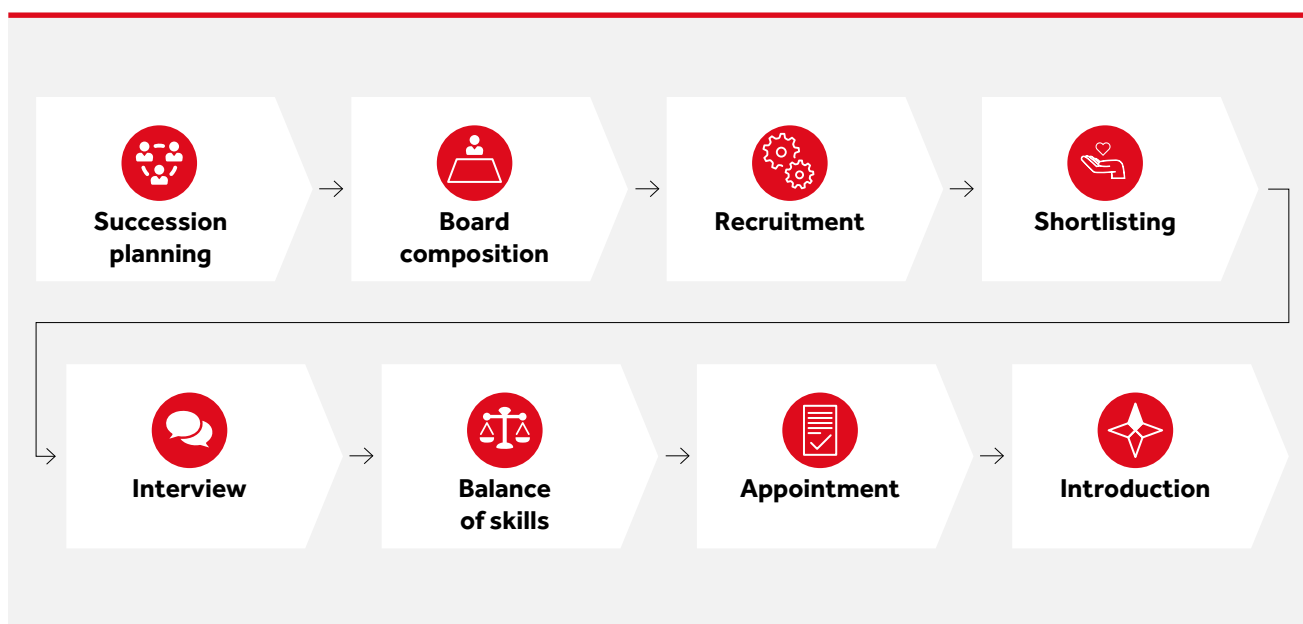 Succession
planning
Board
composition
Recruitment
Shortlisting
Interview
Balance
of skills
Appointment
Introduction